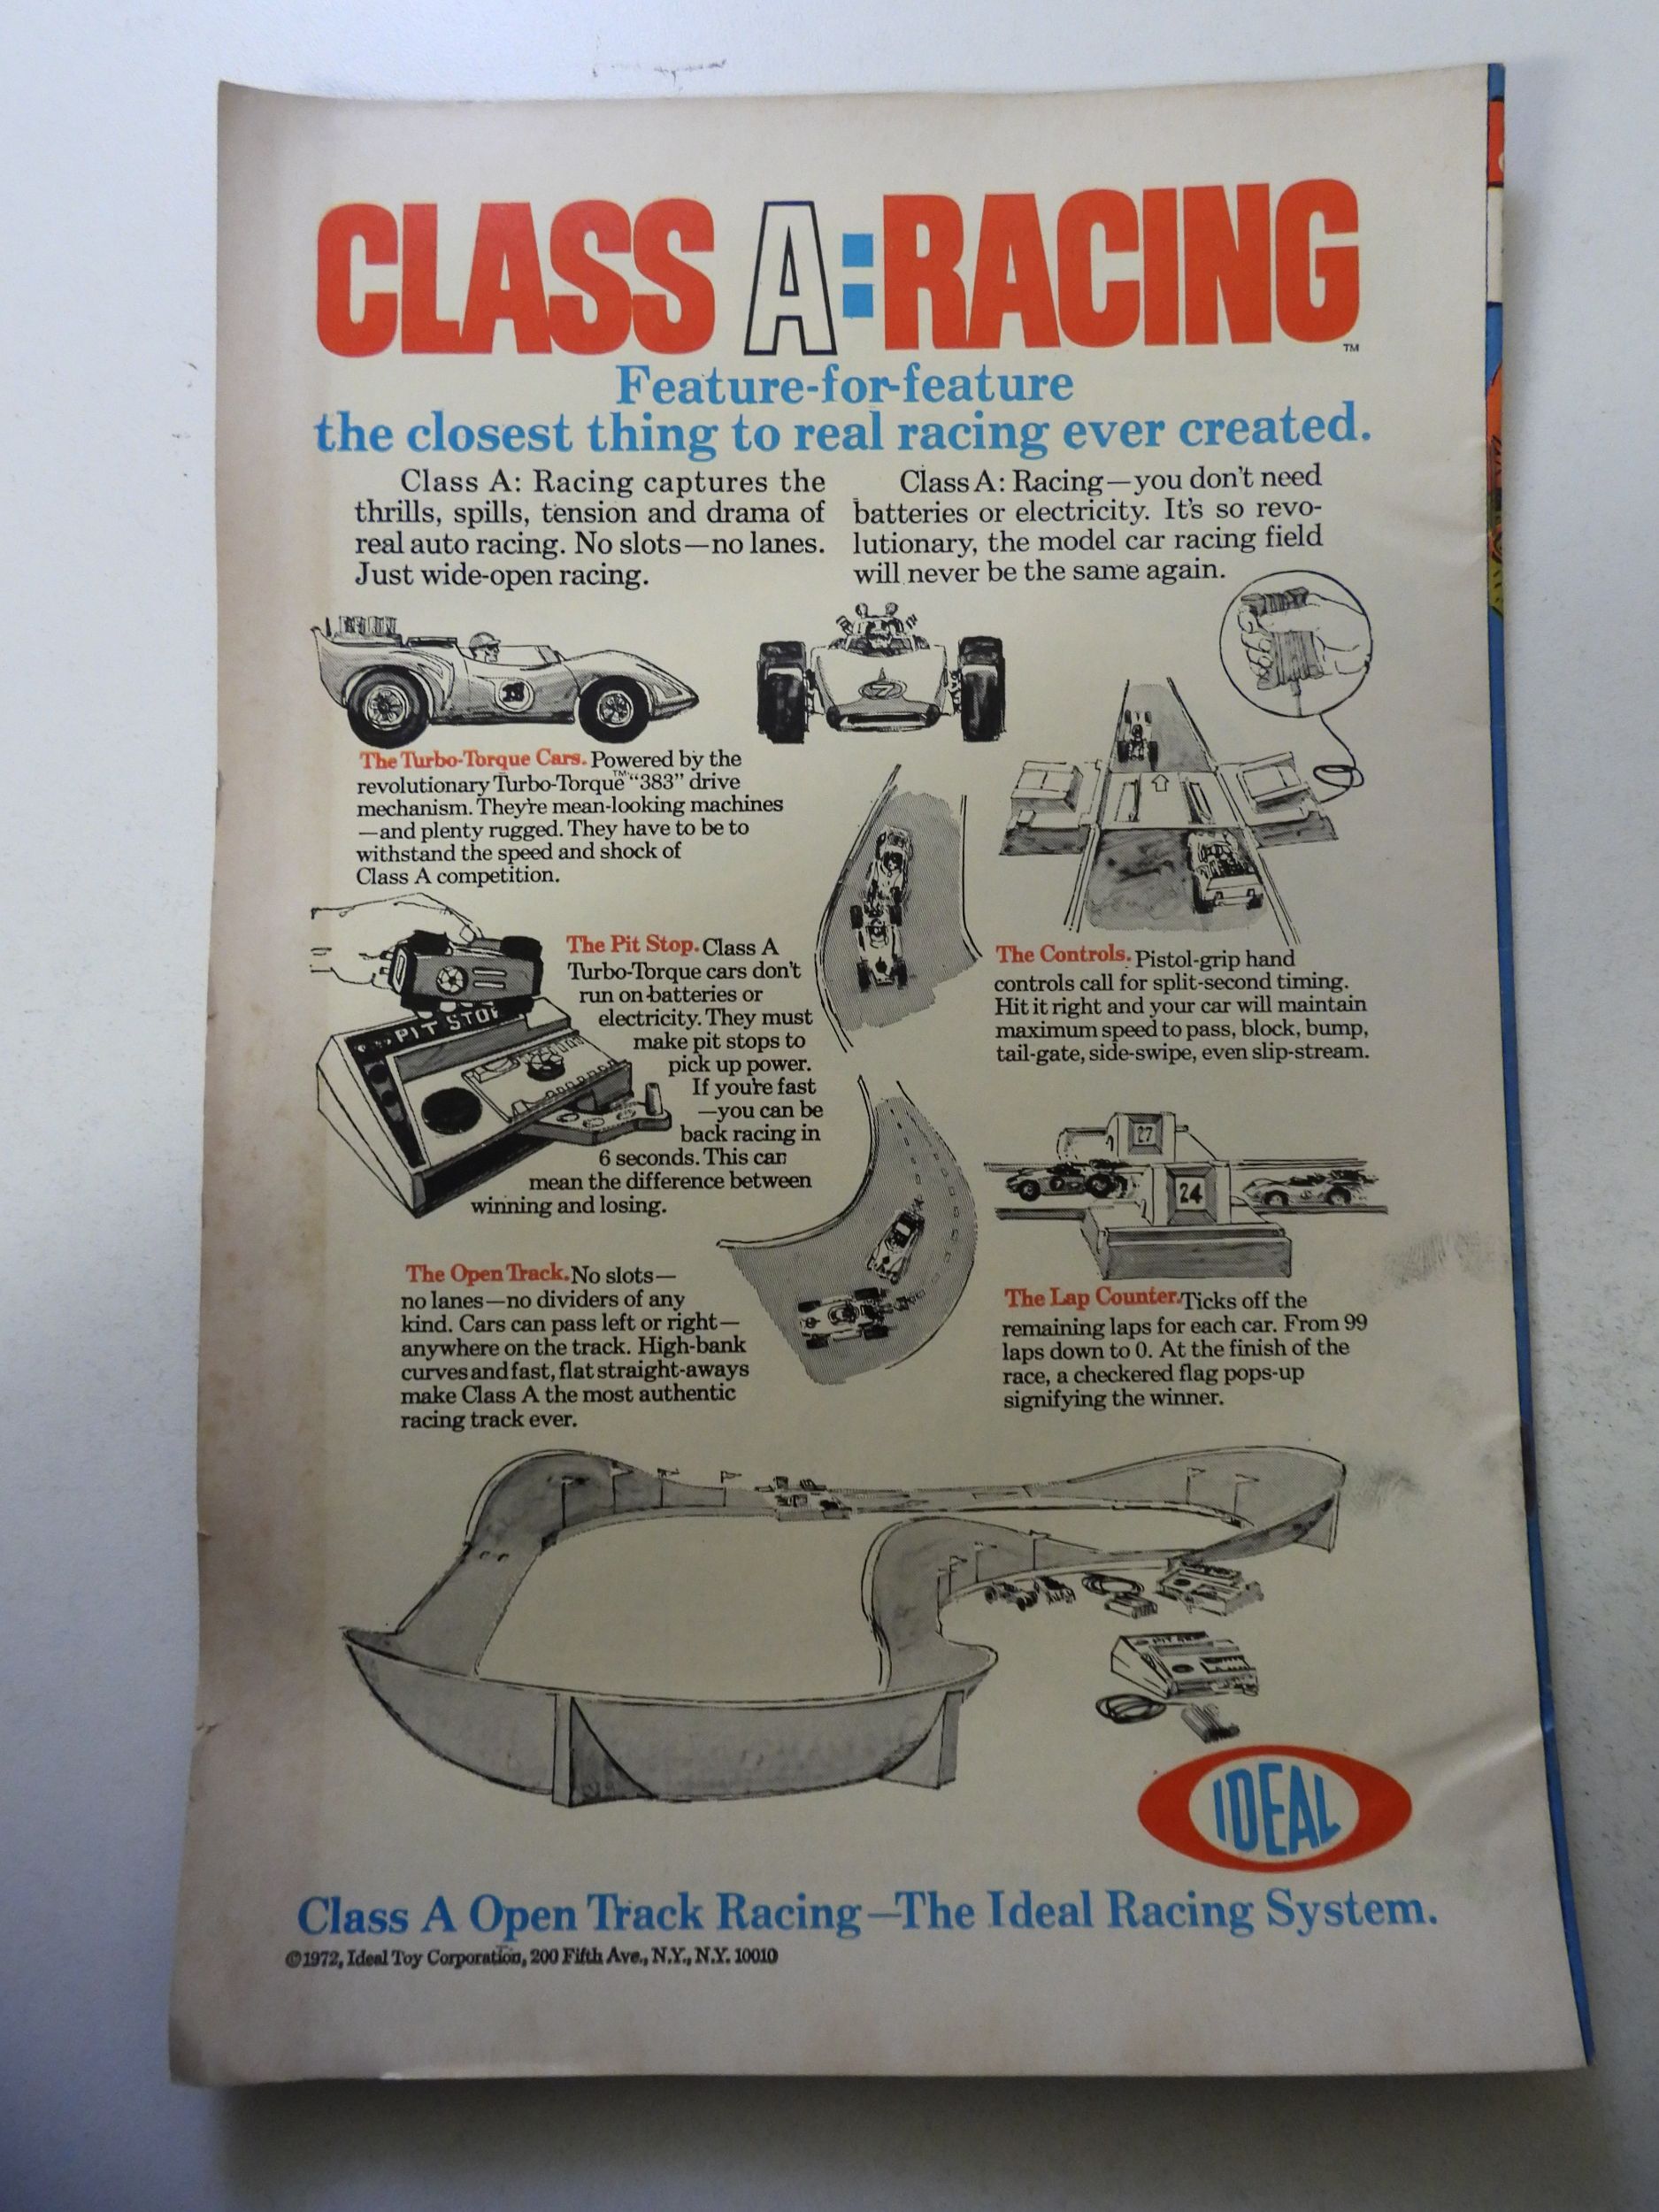 CLASS A:RACING
TM
Feature-for-feature
the closest thing to real racing ever created.
Class A: Racing captures the
thrills, spills, tension and drama of
real auto racing. No slots—no lanes.
Just wide-open racing.
Class A: Racing—you don't need
batteries or electricity. It's so revo-
lutionary, the model car racing field
will never be the same again.
The Turbo-Torque Cars. Powered by the
revolutionary Turbo-Torque™ "383" drive
mechanism. They're mean-looking machines
—and plenty rugged. They have to be to
withstand the speed and shock of
Class A competition.
PIT STOP
The Pit Stop. Class A
Turbo-Torque cars don't
run on batteries or
electricity. They must
make pit stops to
pick up power.
If you're fast
—you can be
back racing in
6 seconds. This can
mean the difference between
winning and losing.
The Open Track. No slots—
no lanes—no dividers of any
kind. Cars can pass left or right—
anywhere on the track. High-bank
curves and fast, flat straight-aways
make Class A the most authentic
racing track ever.
7
The Controls. Pistol-grip hand
controls call for split-second timing.
Hit it right and your car will maintain
maximum speed to pass, block, bump,
tail-gate, side-swipe, even slip-stream.
27
24
The Lap Counter. Ticks off the
remaining laps for each car. From 99
laps down to 0. At the finish of the
race, a checkered flag pops-up
signifying the winner.
IDEAL
Class A Open Track Racing—The Ideal Racing System.
©1972, Ideal Toy Corporation, 200 Fifth Ave., N.Y., N.Y. 10010